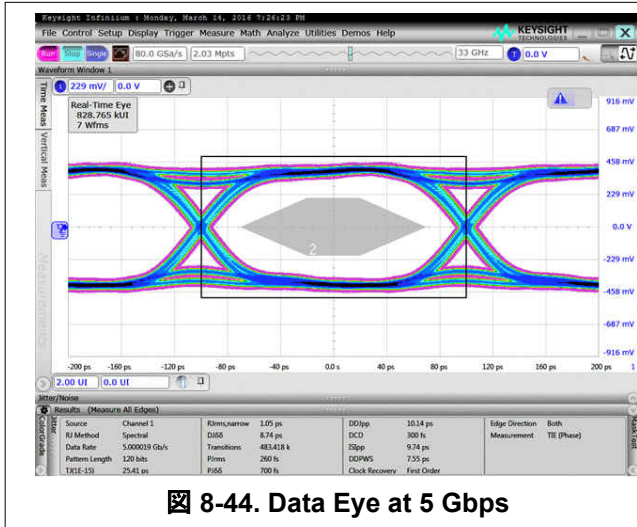 Keysight Infiniium : Monday, March 14, 2016 7:26:23 PM
File Control Setup Display Trigger Measure Math Analyze Utilities Demos Help
KEYSIGHT
TECHNOLOGIES
Run Stop Single 80.0 GSa/s 2.03 Mpts 33 GHz T 0.0 V
Waveform Window 1
1 229 mV/ 0.0 V
Time Meas
Vertical Meas
Measurements
Real-Time Eye
828.765 kUI
7 Wfms
916 mV
687 mV
458 mV
229 mV
0.0 V
-229 mV
-458 mV
-687 mV
-916 mV
2
-200 ps -160 ps -120 ps -80 ps -40 ps 0.0 s 40 ps 80 ps 120 ps 160 ps 200 ps 1
2.00 UI 0.0 UI
Jitter/Noise
Results (Measure All Edges)
Color Grade
Jitter
MaskTest
Source Channel 1 RJrms,narrow 1.05 ps DDJpp 10.14 ps Edge Direction Both
RJ Method Spectral DJδδ 8.74 ps DCD 300 fs Measurement TIE (Phase)
Data Rate 5.000019 Gb/s Transitions 483.418 k ISIpp 9.74 ps
Pattern Length 120 bits PJrms 260 fs DDPWS 7.55 ps
TJ(1E-15) 25.41 ps PJδδ 700 fs Clock Recovery First Order
図 8-44. Data Eye at 5 Gbps